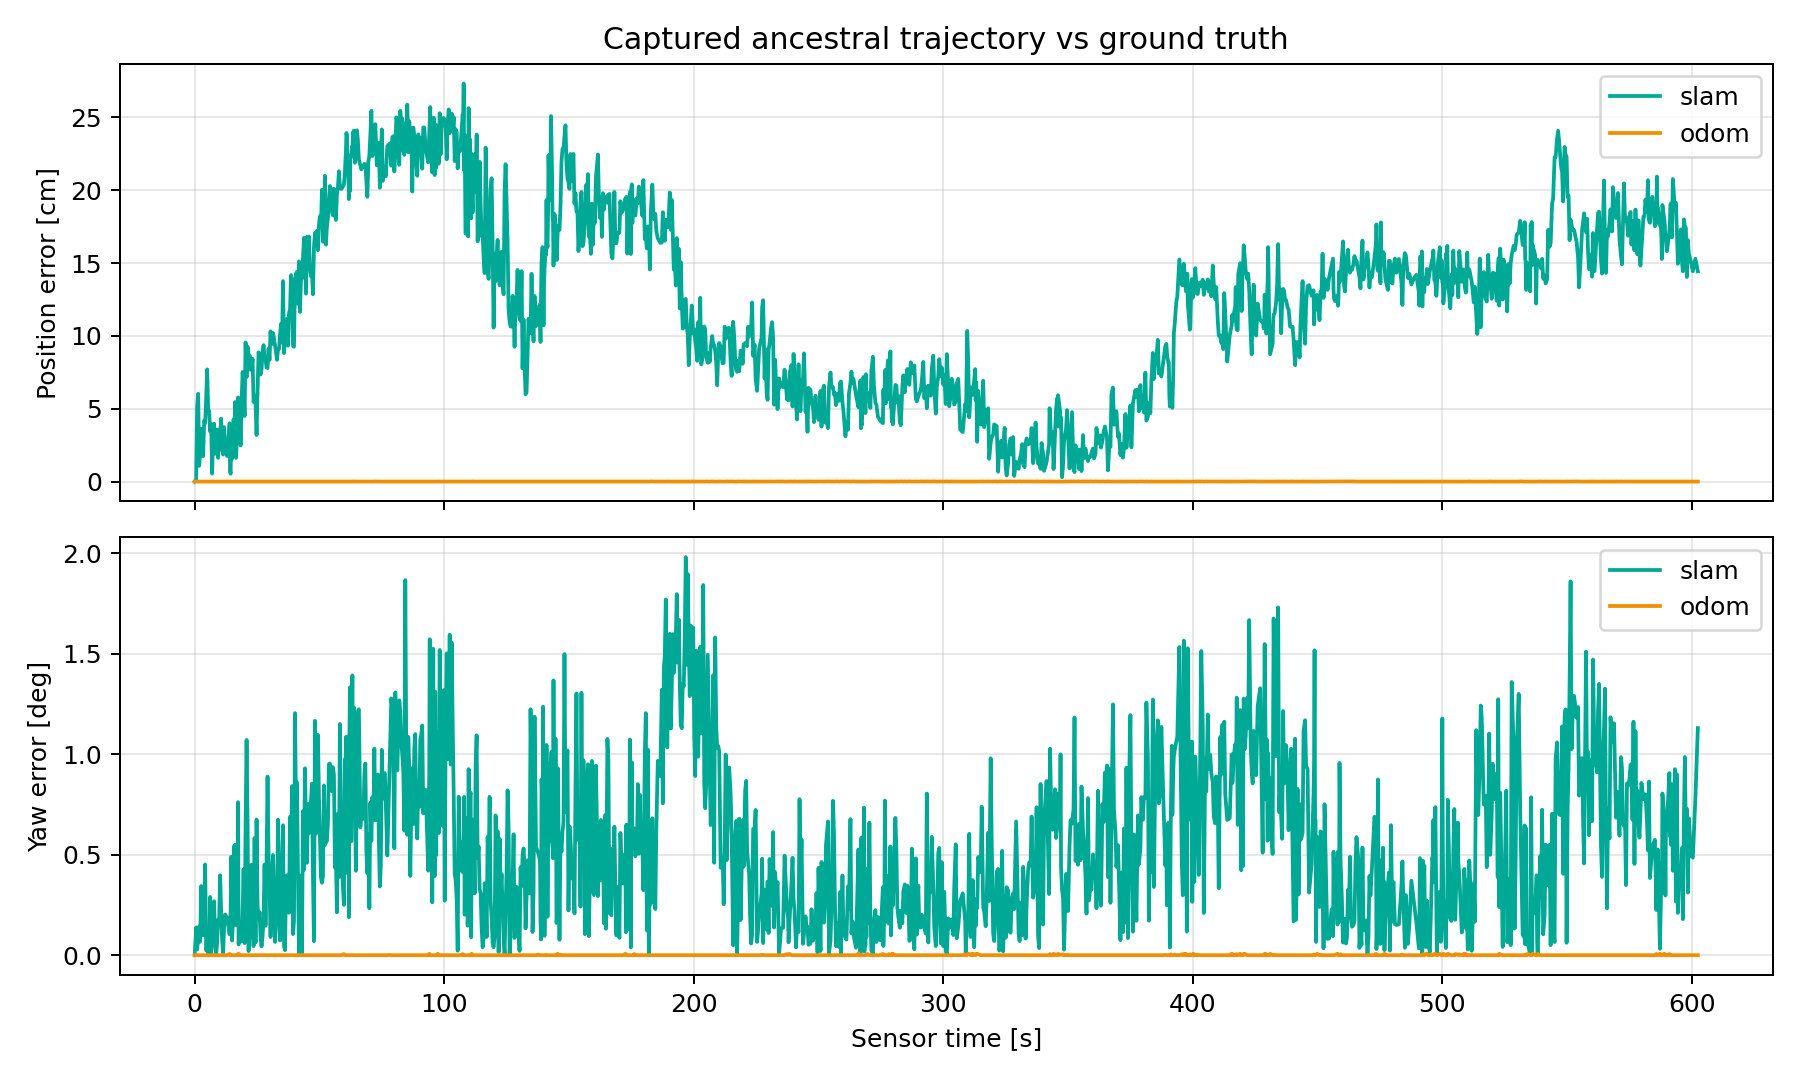 Captured ancestral trajectory vs ground truth
Position error [cm]
25
20
15
10
5
0
slam
odom
Yaw error [deg]
2.0
1.5
1.0
0.5
0.0
slam
odom
0 100 200 300 400 500 600
Sensor time [s]